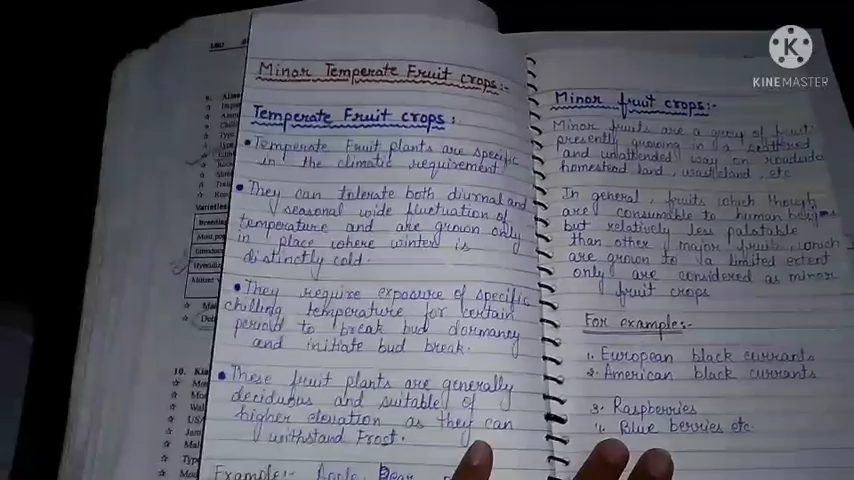 Minor Temperate Fruit crops:-
Temperate Fruit crops:
• Temperate Fruit plants are specific
in the climatic requirement
• They can tolerate both diurnal and
seasonal wide fluctuation of
temperature and are grown only
in place where winter is
distinctly cold.
• They require exposure of specific
chilling temperature for certain
period to break bud dormancy
and initiate bud break.
• These fruit plants are generally
deciduous and suitable of
higher elevation as they can
withstand Frost.
Example:- Apple, Pear
Minor fruit crops:-
Minor fruits are a group of fruit
presently growing in a scattered
and unattended way on roadside
homestead land, wasteland, etc
In general, fruits which though
are consumable to human beings
but relatively less palatable
than other major fruits, which
are grown to a limited extent
only are considered as minor
fruit crops
For example:-
1. European black currants
2. American black currants
3. Raspberries
4. Blue berries etc.
K
KINEMASTER
Varieties
10.